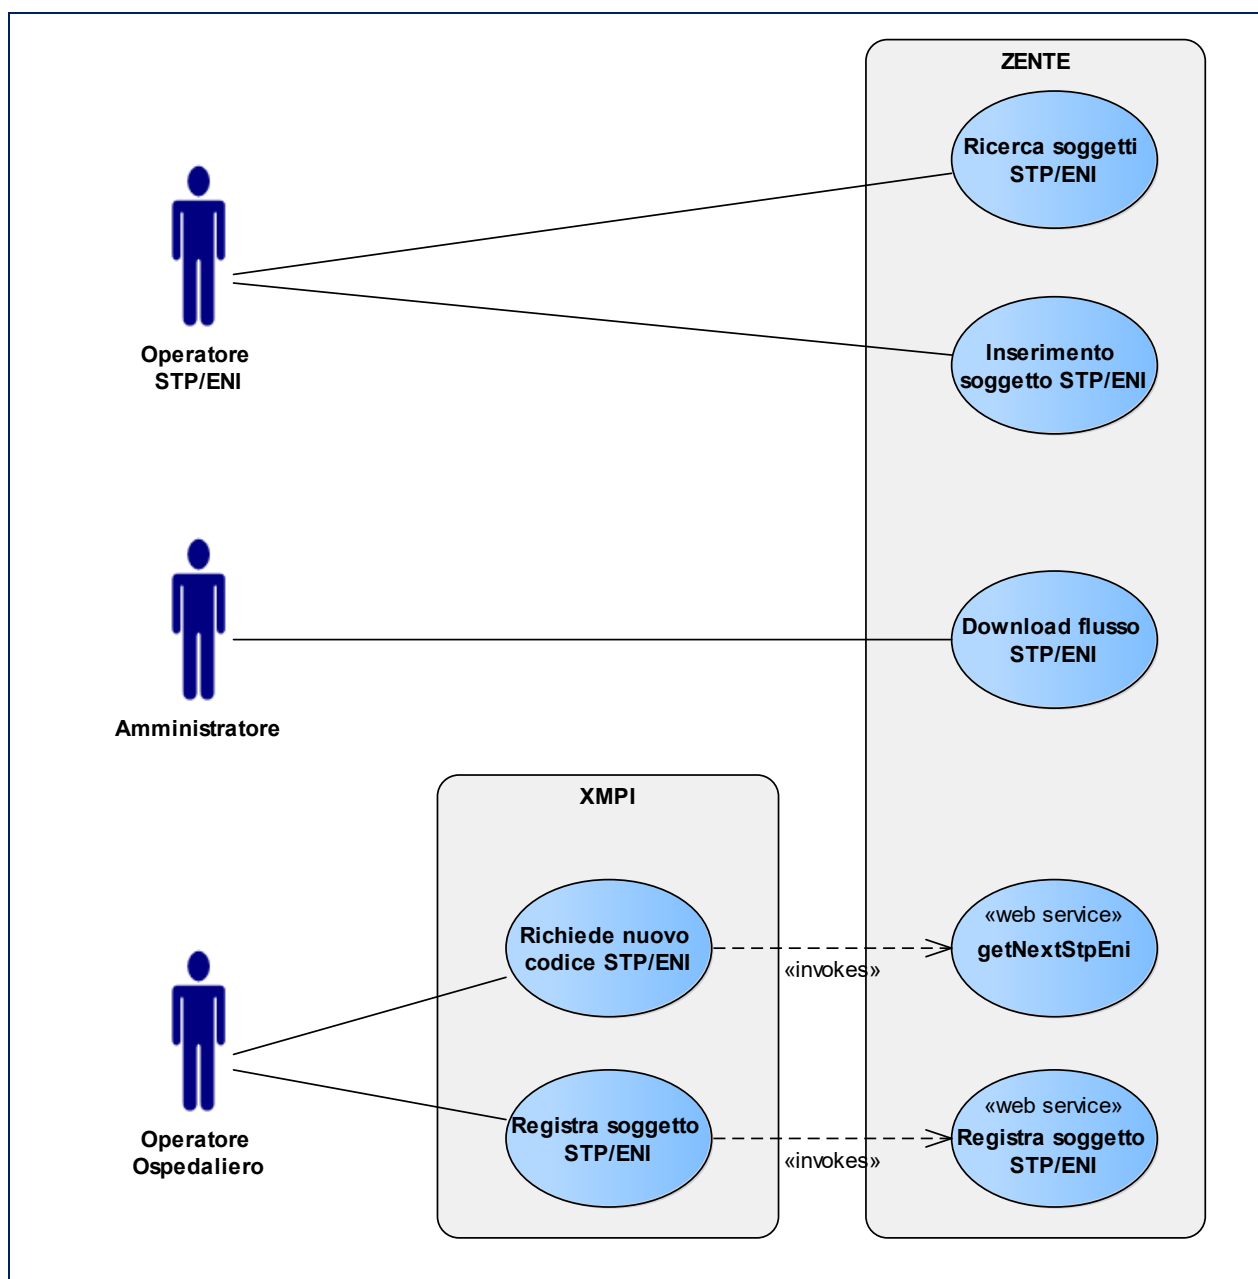 ZENTE
Ricerca soggetti
STP/ENI
Operatore
STP/ENI
Inserimento
soggetto STP/ENI
Download flusso
STP/ENI
Amministratore
XMPI
Richiede nuovo
codice STP/ENI
«invokes»
«web service»
getNextStpEni
Operatore
Ospedaliero
Registra soggetto
STP/ENI
«invokes»
«web service»
Registra soggetto
STP/ENI